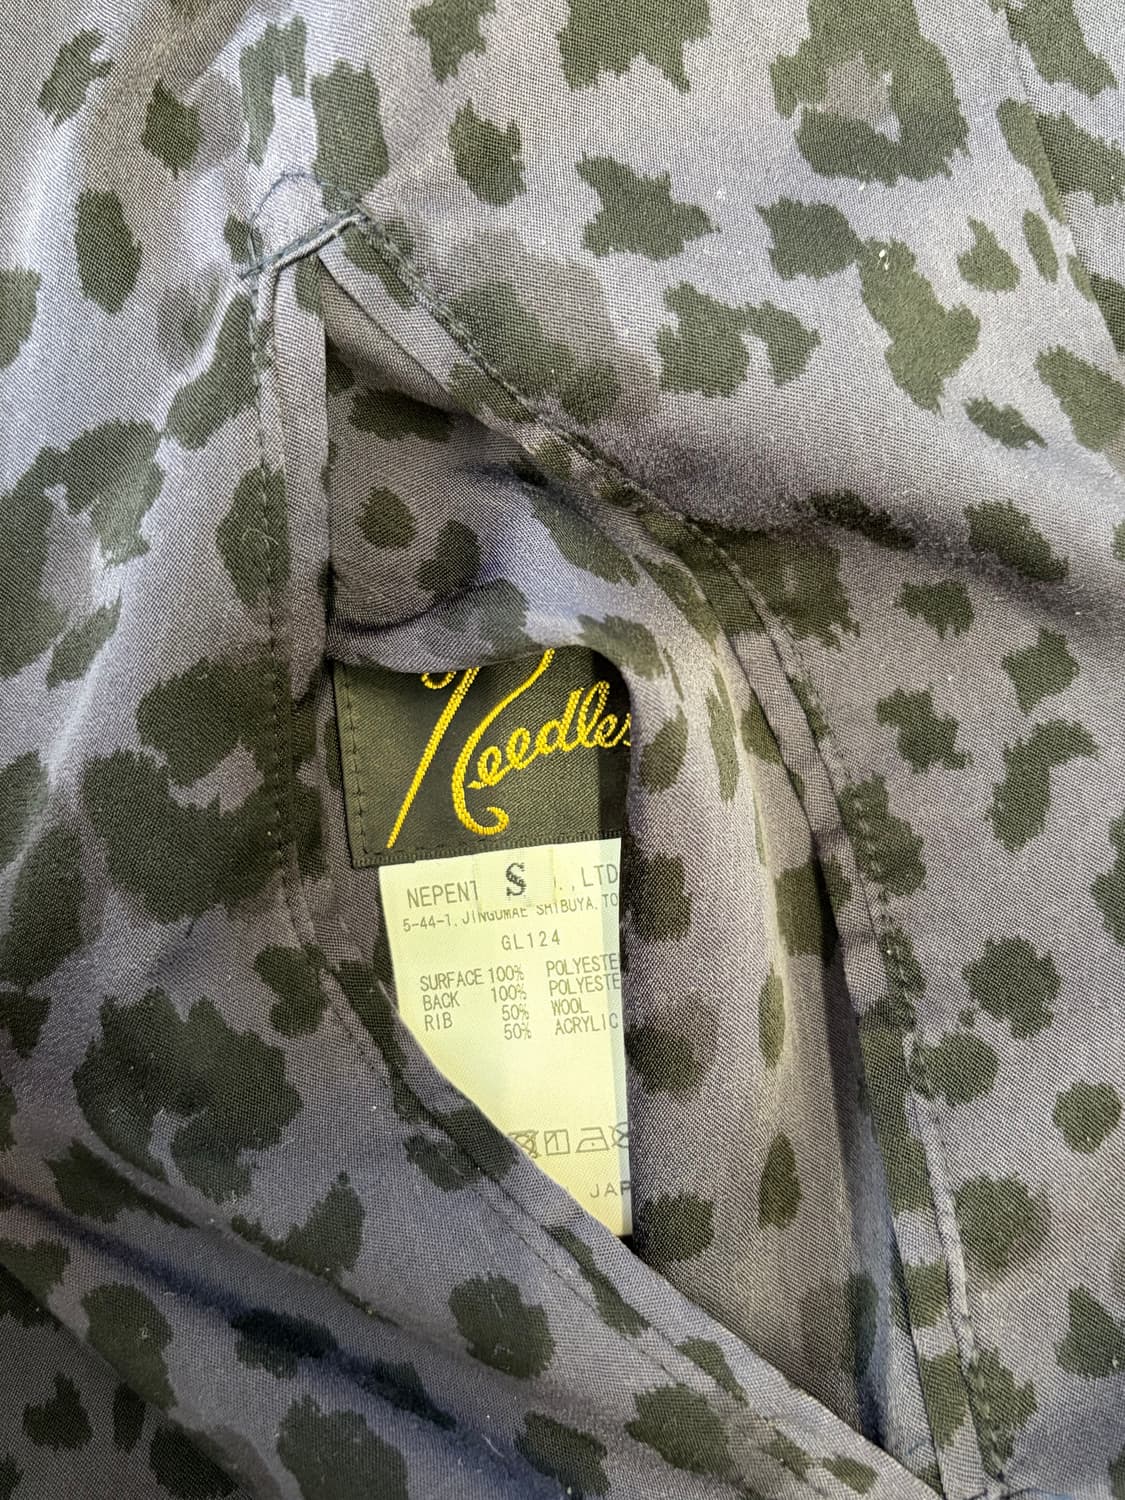 Needles
S
NEPENT ., LTD
5-44-1, JINGUMAE SHIBUYA, TO
GL124
SURFACE 100% POLYESTE
BACK 100% POLYESTE
RIB 50% WOOL
50% ACRYLIC
JAP